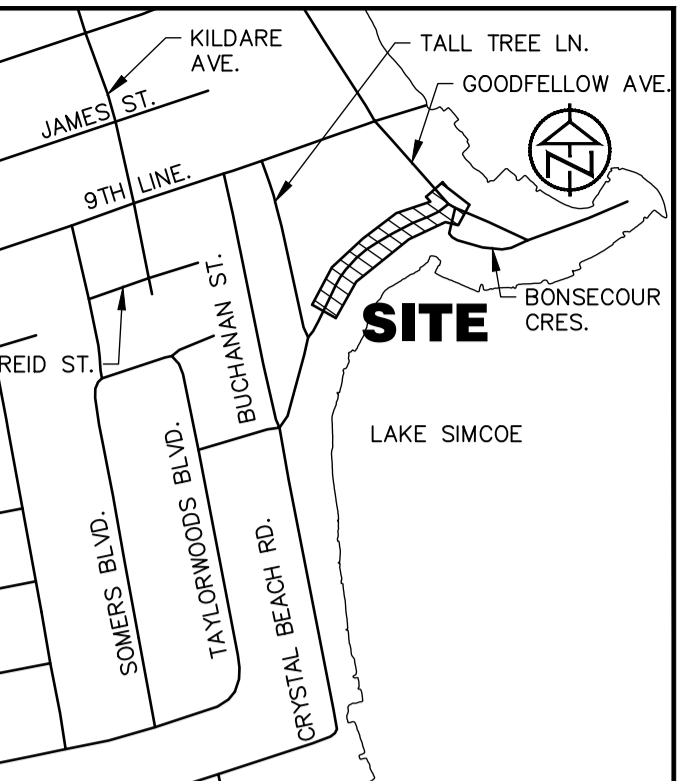 KILDARE
AVE.
TALL TREE LN.
GOODFELLOW AVE.
JAMES ST.
9TH LINE.
N
BUCHANAN ST.
BONSECOUR
CRES.
SITE
REID ST.
LAKE SIMCOE
SOMERS BLVD.
TAYLORWOODS BLVD.
CRYSTAL BEACH RD.